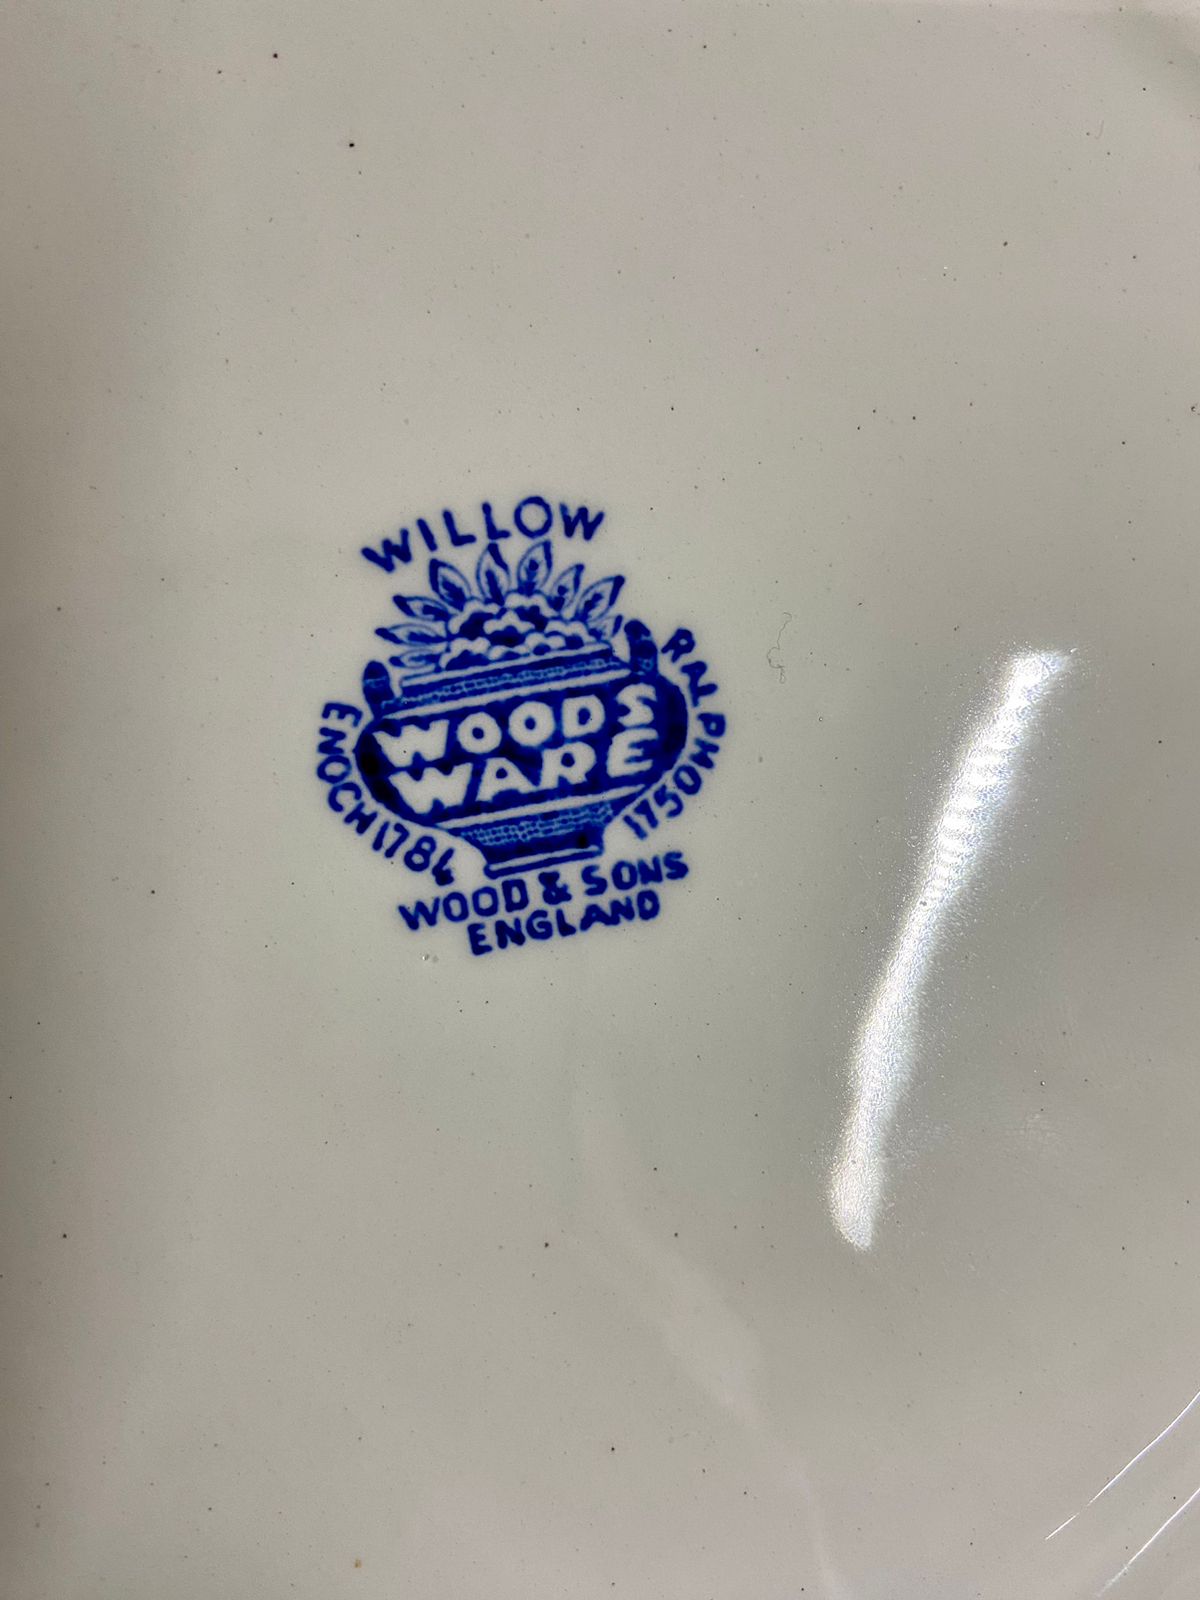 WILLOW
WOODS
WARE
ENOCH 1784
RALPH 1750
WOOD & SONS
ENGLAND